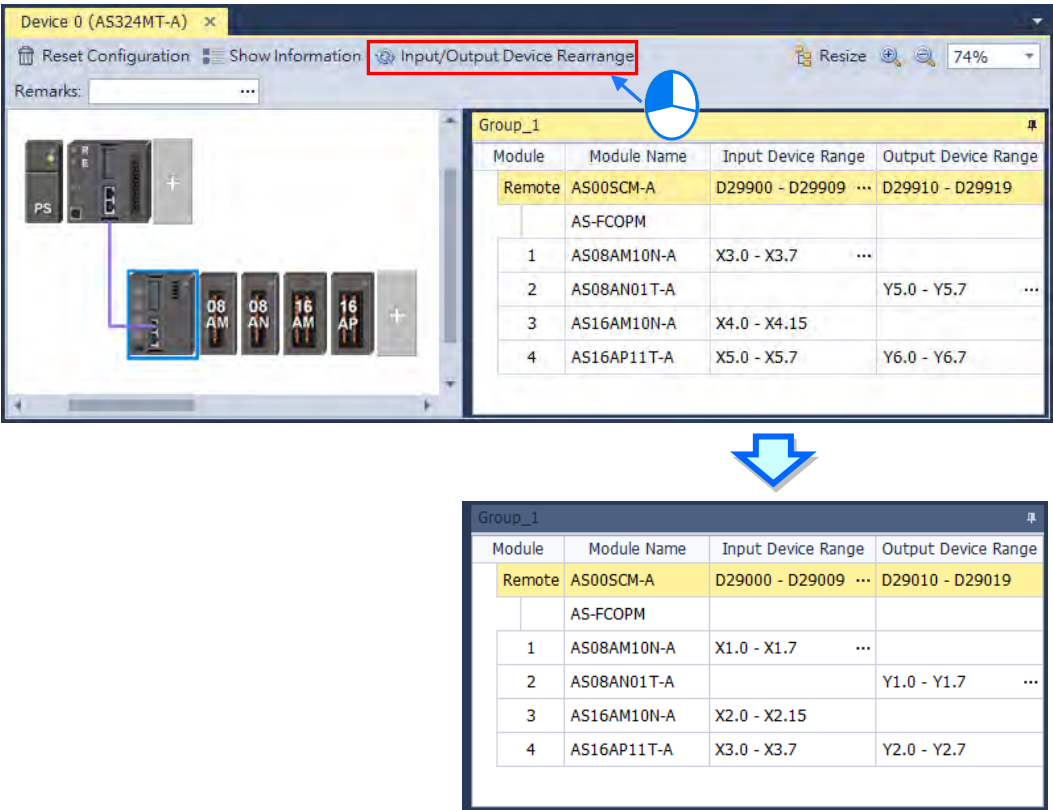 Device 0 (AS324MT-A) ×
Reset Configuration Show Information Input/Output Device Rearrange Resize 74%
Remarks: ...
R
E
PS
+
08 AM 08 AN 16 AM 16 AP +
Group_1
Module Module Name Input Device Range Output Device Range
Remote AS00SCM-A D29900 - D29909 ... D29910 - D29919
AS-FCOPM
1 AS08AM10N-A X3.0 - X3.7 ...
2 AS08AN01T-A Y5.0 - Y5.7 ...
3 AS16AM10N-A X4.0 - X4.15
4 AS16AP11T-A X5.0 - X5.7 Y6.0 - Y6.7
Group_1
Module Module Name Input Device Range Output Device Range
Remote AS00SCM-A D29000 - D29009 ... D29010 - D29019
AS-FCOPM
1 AS08AM10N-A X1.0 - X1.7 ...
2 AS08AN01T-A Y1.0 - Y1.7 ...
3 AS16AM10N-A X2.0 - X2.15
4 AS16AP11T-A X3.0 - X3.7 Y2.0 - Y2.7